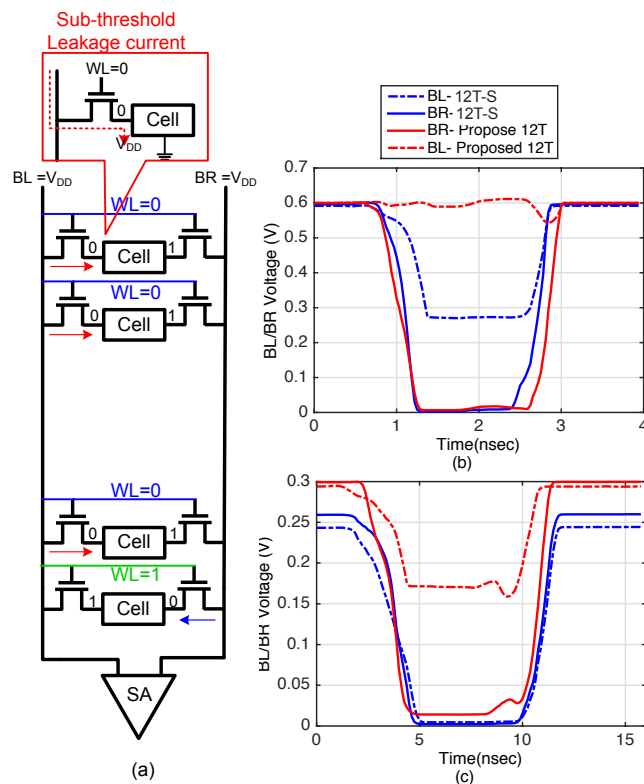 Sub-threshold
Leakage current
WL=0
0
Cell
VDD
BL =VDD
BR =VDD
WL=0
0
Cell
1
WL=0
0
Cell
1
WL=0
0
Cell
1
WL=1
1
Cell
0
SA
(a)
BL- 12T-S
BR- 12T-S
BR- Propose 12T
BL- Proposed 12T
BL/BR Voltage (V)
0.6
0.5
0.4
0.3
0.2
0.1
0
0 1 2 3 4
Time(nsec)
(b)
BL/BR Voltage (V)
0.3
0.25
0.2
0.15
0.1
0.05
0
0 5 10 15
Time(nsec)
(c)